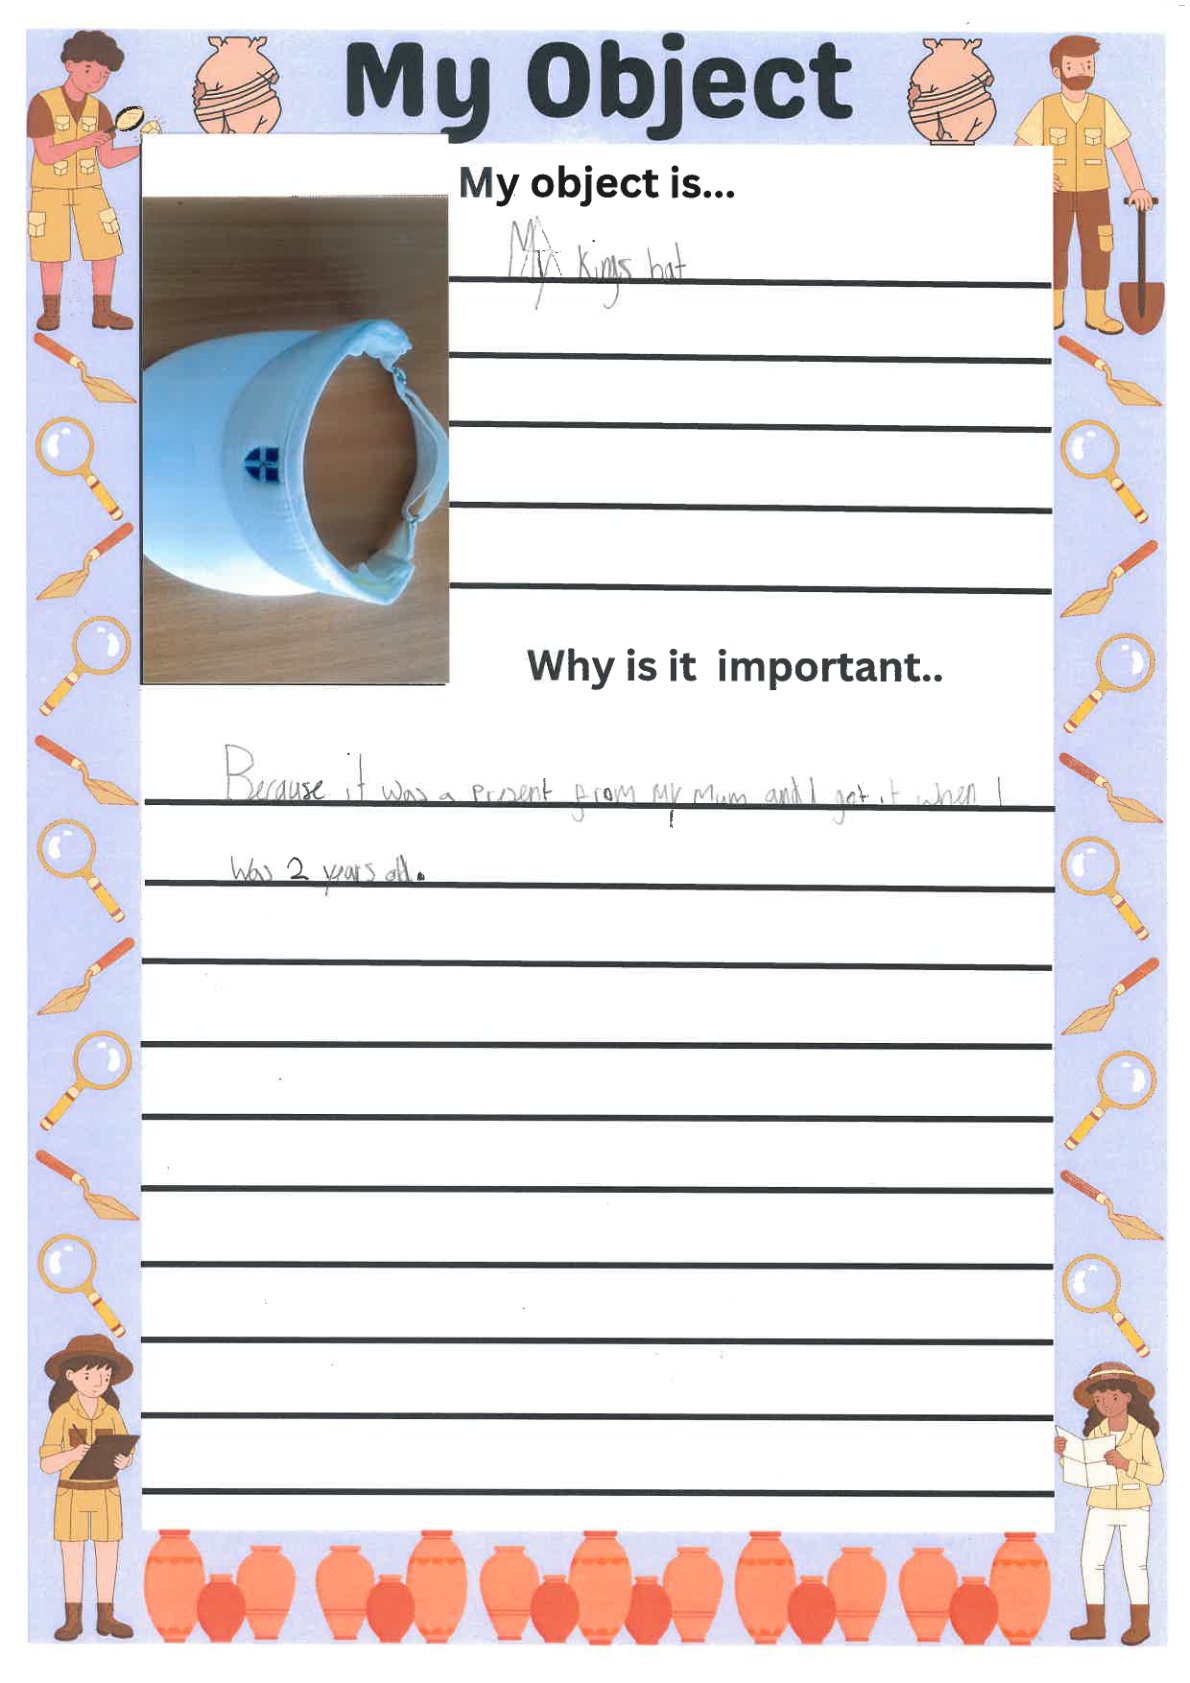 My Object
My object is...
My kings hat
Why is it important..
Because it was a present from my mum and I got it when I
was 2 years old.